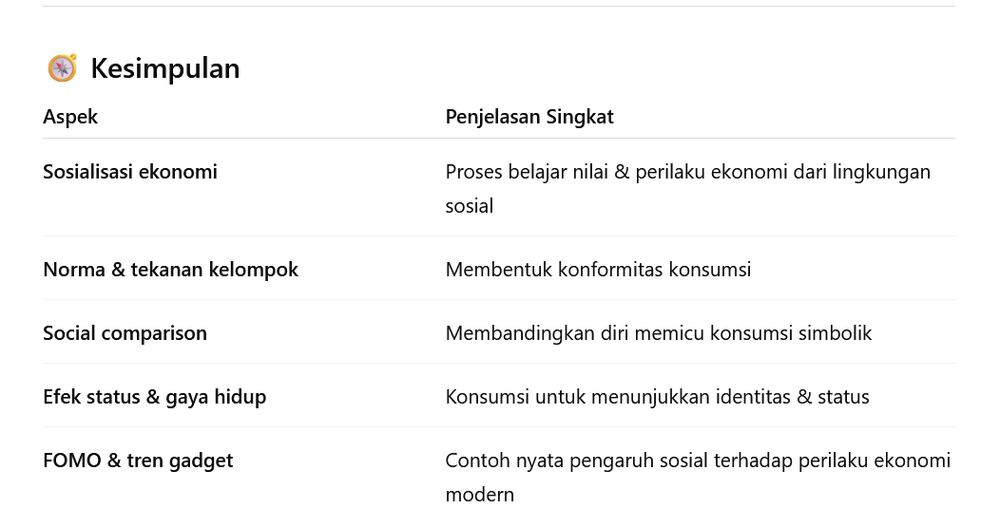 Kesimpulan
Aspek Penjelasan Singkat
Sosialisasi ekonomi Proses belajar nilai & perilaku ekonomi dari lingkungan
sosial
Norma & tekanan kelompok Membentuk konformitas konsumsi
Social comparison Membandingkan diri memicu konsumsi simbolik
Efek status & gaya hidup Konsumsi untuk menunjukkan identitas & status
FOMO & tren gadget Contoh nyata pengaruh sosial terhadap perilaku ekonomi
modern